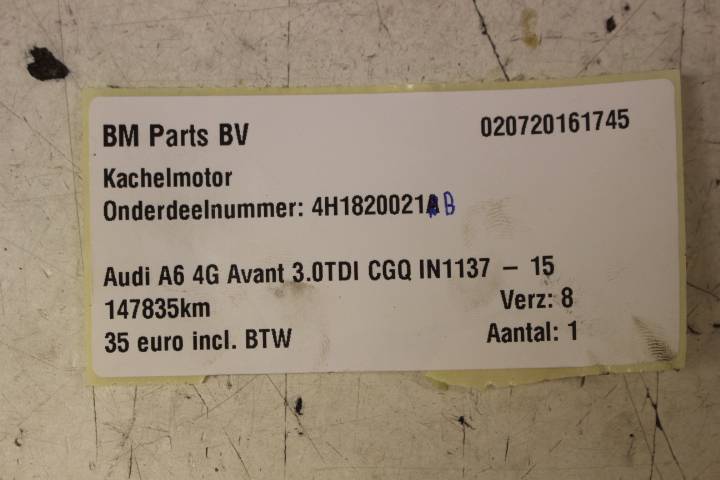 BM Parts BV 020720161745
Kachelmotor
Onderdeelnummer: 4H1820021A B
Audi A6 4G Avant 3.0TDI CGQ IN1137 – 15
147835km Verz: 8
35 euro incl. BTW Aantal: 1